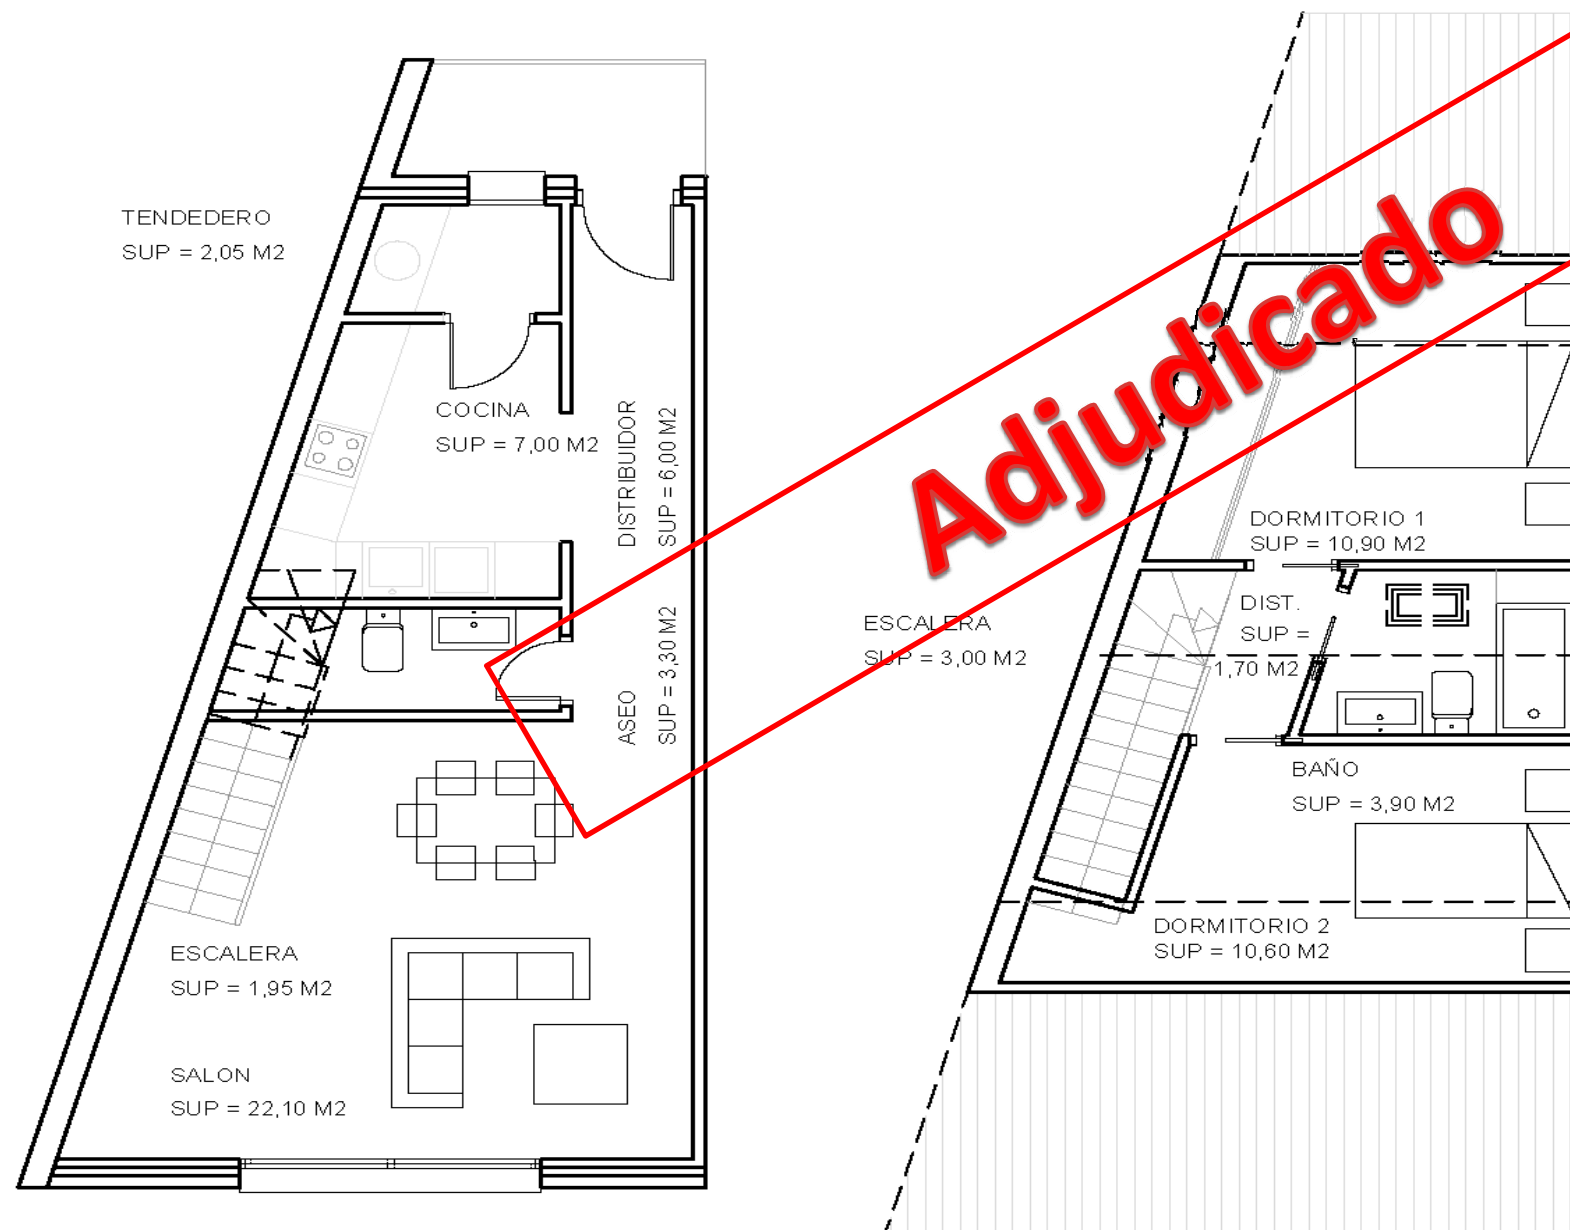 TENDEDERO
SUP = 2,05 M2
COCINA
SUP = 7,00 M2
DISTRIBUIDOR
SUP = 6,00 M2
ASEO
SUP = 3,30 M2
ESCALERA
SUP = 1,95 M2
SALON
SUP = 22,10 M2
Adjudicado
DORMITORIO 1
SUP = 10,90 M2
ESCALERA
SUP = 3,00 M2
DIST.
SUP =
1,70 M2
BAÑO
SUP = 3,90 M2
DORMITORIO 2
SUP = 10,60 M2